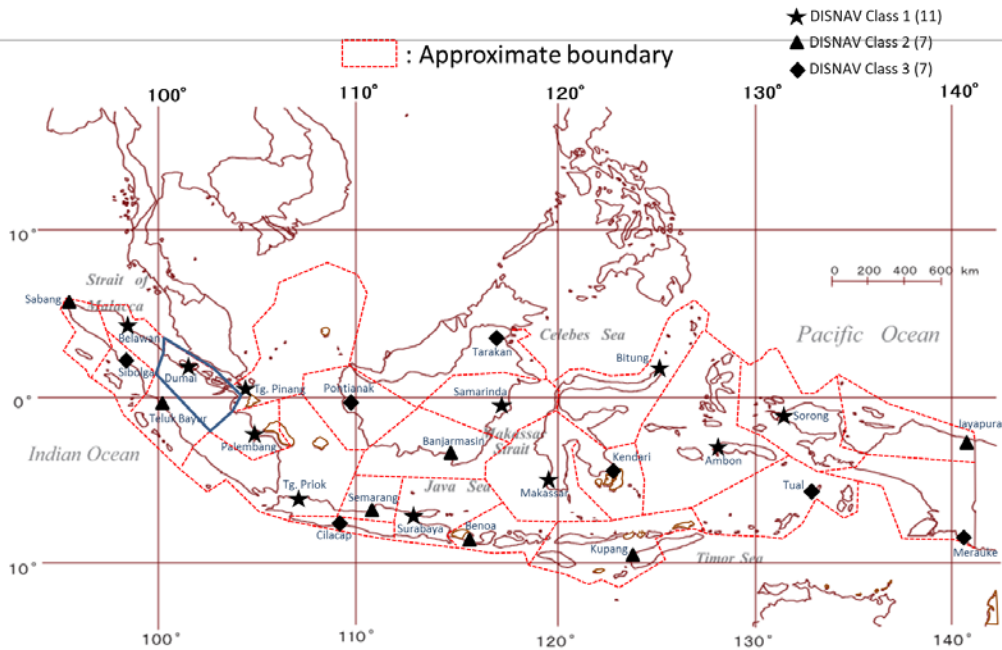 DISNAV Class 1 (11)
DISNAV Class 2 (7)
DISNAV Class 3 (7)
: Approximate boundary
100°
110°
120°
130°
140°
10°
Strait of
Malacca
Sabang
Belawan
Sibolga
Dumai
Tg. Pinang
Teluk Bayur
Palembang
Pontianak
Celebes Sea
Tarakan
Samarinda
Bitung
Pacific Ocean
0 200 400 600 km
0°
Indian Ocean
Banjarmasin
Makassar
Strait
Kendari
Makassar
Sorong
Ambon
Jayapura
Tual
Merauke
Tg. Priok
Semarang
Java Sea
Cilacap
Surabaya
Benoa
Kupang
Timor Sea
10°
100°
110°
120°
130°
140°